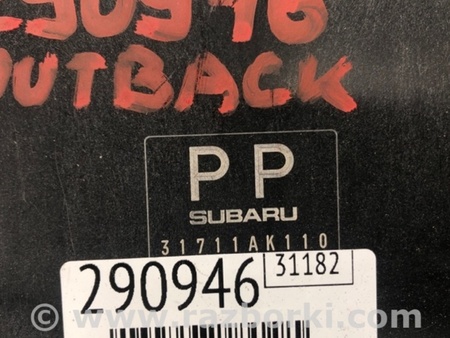 290946
OUTBACK
PP
SUBARU
31711AK110
290946
31182
© www.razborki.com